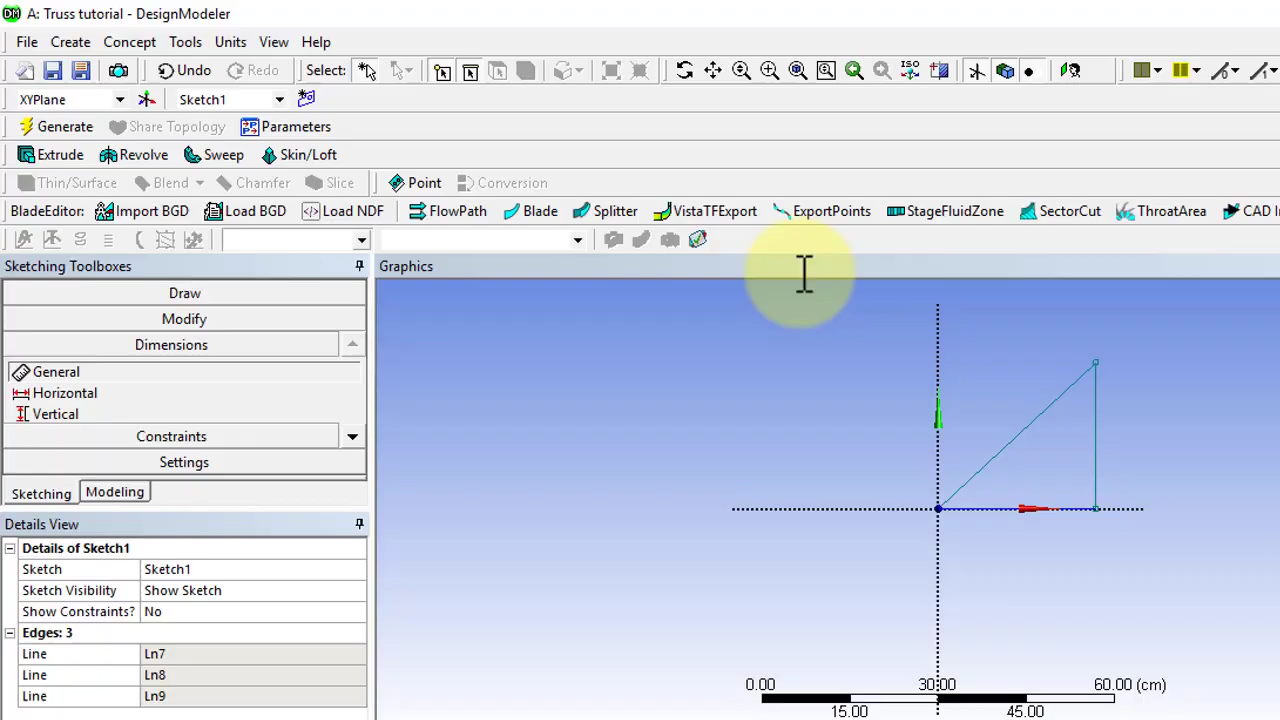 DM A: Truss tutorial - DesignModeler
File Create Concept Tools Units View Help
Undo Redo Select: ISO
XYPlane Sketch1
Generate Share Topology Parameters
Extrude Revolve Sweep Skin/Loft
Thin/Surface Blend Chamfer Slice Point Conversion
BladeEditor: Import BGD Load BGD Load NDF FlowPath Blade Splitter VistaTFExport ExportPoints StageFluidZone SectorCut ThroatArea CAD
Sketching Toolboxes
Graphics
Draw
Modify
Dimensions
General
Horizontal
Vertical
Constraints
Settings
Sketching Modeling
Details View
Details of Sketch1
Sketch Sketch1
Sketch Visibility Show Sketch
Show Constraints? No
Edges: 3
Line Ln7
Line Ln8
Line Ln9
0.00 30.00 60.00 (cm)
15.00 45.00